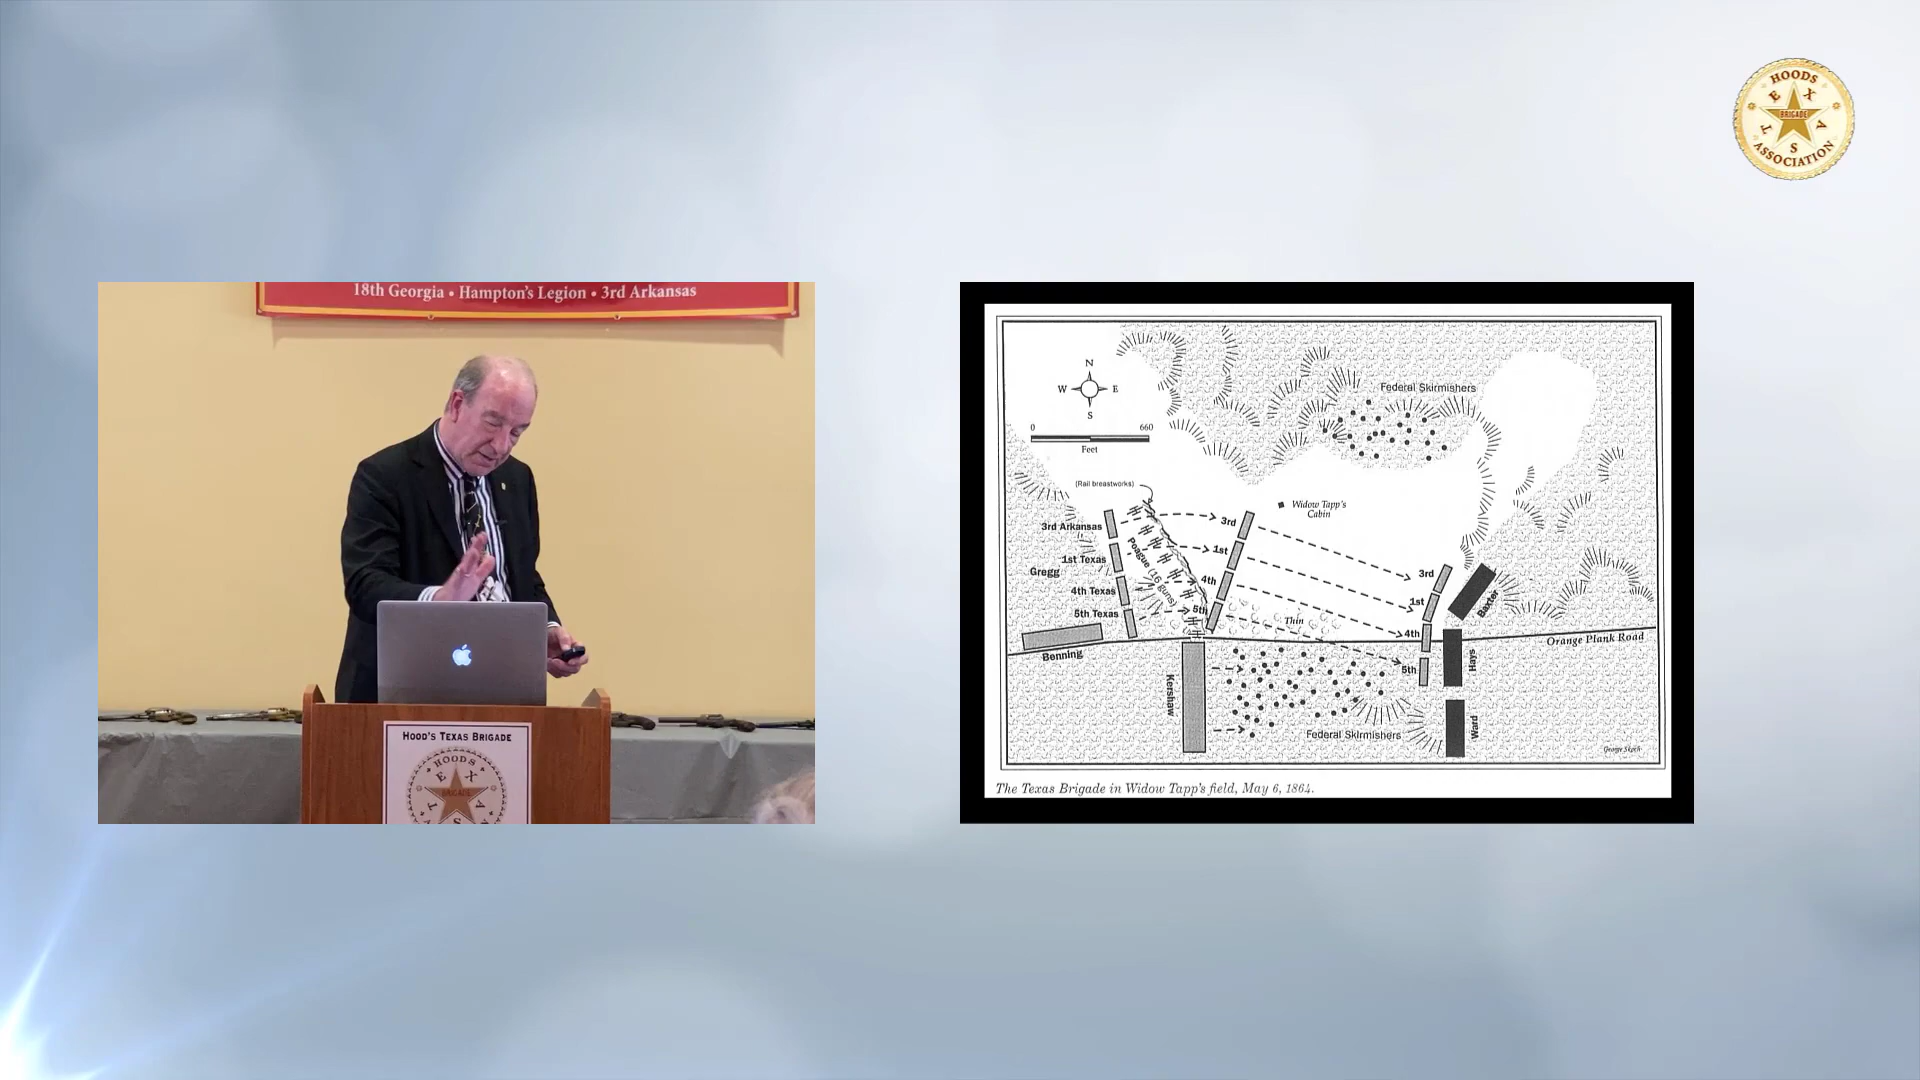 HOODS
TEXAS
BRIGADE
ASSOCIATION
18th Georgia • Hampton's Legion • 3rd Arkansas
HOOD'S TEXAS BRIGADE
HOODS
BRIGADE
N
W E
S
0 660
Feet
Federal Skirmishers
(Rail breastworks)
Widow Tapp's
Cabin
3rd Arkansas
1st Texas
Gregg
4th Texas
5th Texas
Poague (16 guns)
3rd
1st
4th
5th
Thin
3rd
1st
4th
5th
Baxter
Hays
Ward
Benning
Kershaw
Orange Plank Road
Federal Skirmishers
The Texas Brigade in Widow Tapp's field, May 6, 1864.